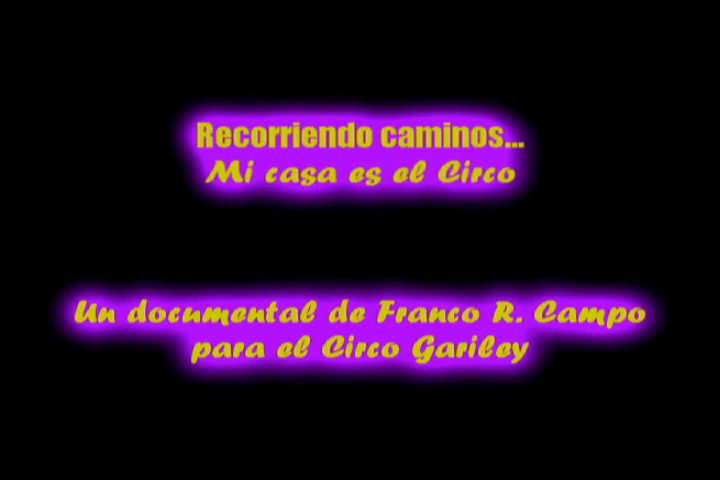 Recorriendo caminos...
Mi casa es el Circo
Un documental de Franco R. Campo
para el Circo Gariley